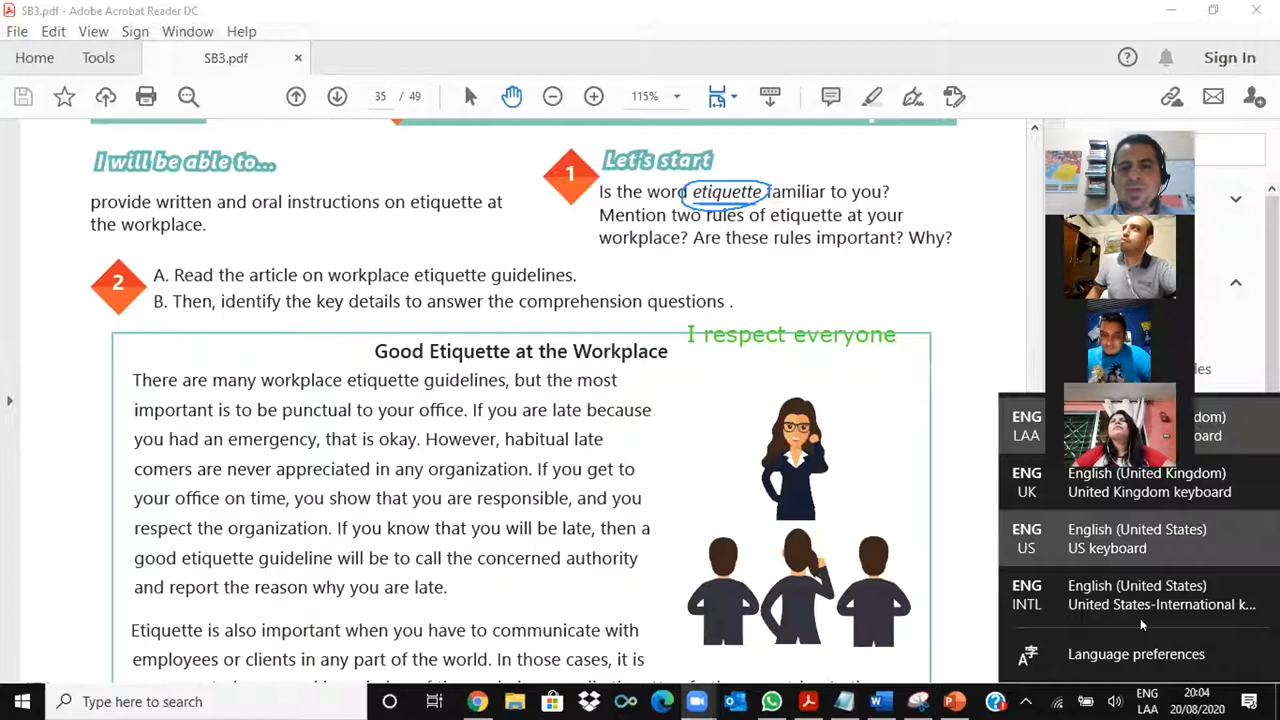 SB3.pdf - Adobe Acrobat Reader DC
File Edit View Sign Window Help
Home Tools SB3.pdf × Sign In
35 / 49 115%
I will be able to...
provide written and oral instructions on etiquette at
the workplace.
1
Let's start
Is the word etiquette familiar to you?
Mention two rules of etiquette at your
workplace? Are these rules important? Why?
2
A. Read the article on workplace etiquette guidelines.
B. Then, identify the key details to answer the comprehension questions .
I respect everyone
Good Etiquette at the Workplace
There are many workplace etiquette guidelines, but the most
important is to be punctual to your office. If you are late because
you had an emergency, that is okay. However, habitual late
comers are never appreciated in any organization. If you get to
your office on time, you show that you are responsible, and you
respect the organization. If you know that you will be late, then a
good etiquette guideline will be to call the concerned authority
and report the reason why you are late.
Etiquette is also important when you have to communicate with
employees or clients in any part of the world. In those cases, it is
ENG
LAA
ENG English (United Kingdom)
UK United Kingdom keyboard
ENG English (United States)
US US keyboard
ENG English (United States)
INTL United States-International k...
Language preferences
Type here to search
ENG 20:04
LAA 20/08/2020